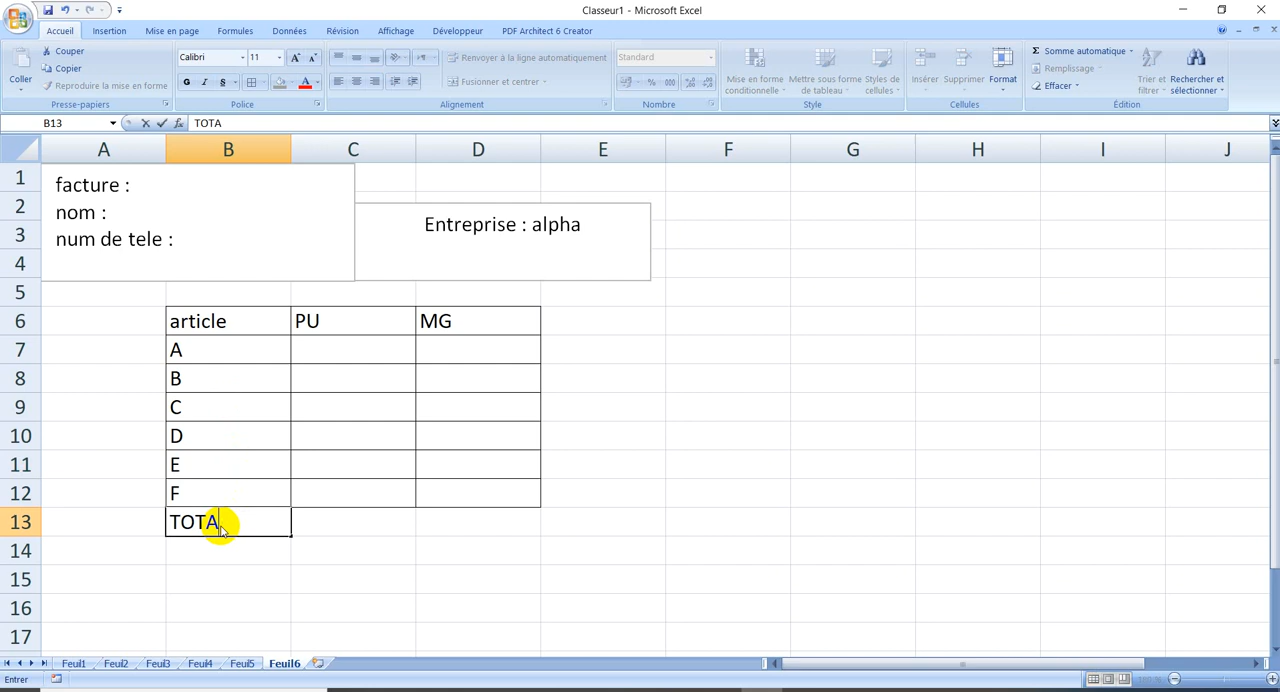 Classeur1 - Microsoft Excel
Accueil Insertion Mise en page Formules Données Révision Affichage Développeur PDF Architect 6 Creator
Coller
Couper
Copier
Reproduire la mise en forme
Presse-papiers
Calibri 11
G I S
Police
Renvoyer à la ligne automatiquement
Fusionner et centrer
Alignement
Standard
% 000
Nombre
Mise en forme conditionnelle
Mettre sous forme de tableau
Styles de cellules
Style
Insérer Supprimer Format
Cellules
Somme automatique
Remplissage
Effacer
Trier et filtrer
Rechercher et sélectionner
Édition
B13 TOTA
A B C D E F G H I J
1
2
3
4
5
facture :
nom :
num de tele :
Entreprise : alpha
6 article PU MG
7 A
8 B
9 C
10 D
11 E
12 F
13 TOTA
14
15
16
17
Feuil1 Feuil2 Feuil3 Feuil4 Feuil5 Feuil6
Entrer